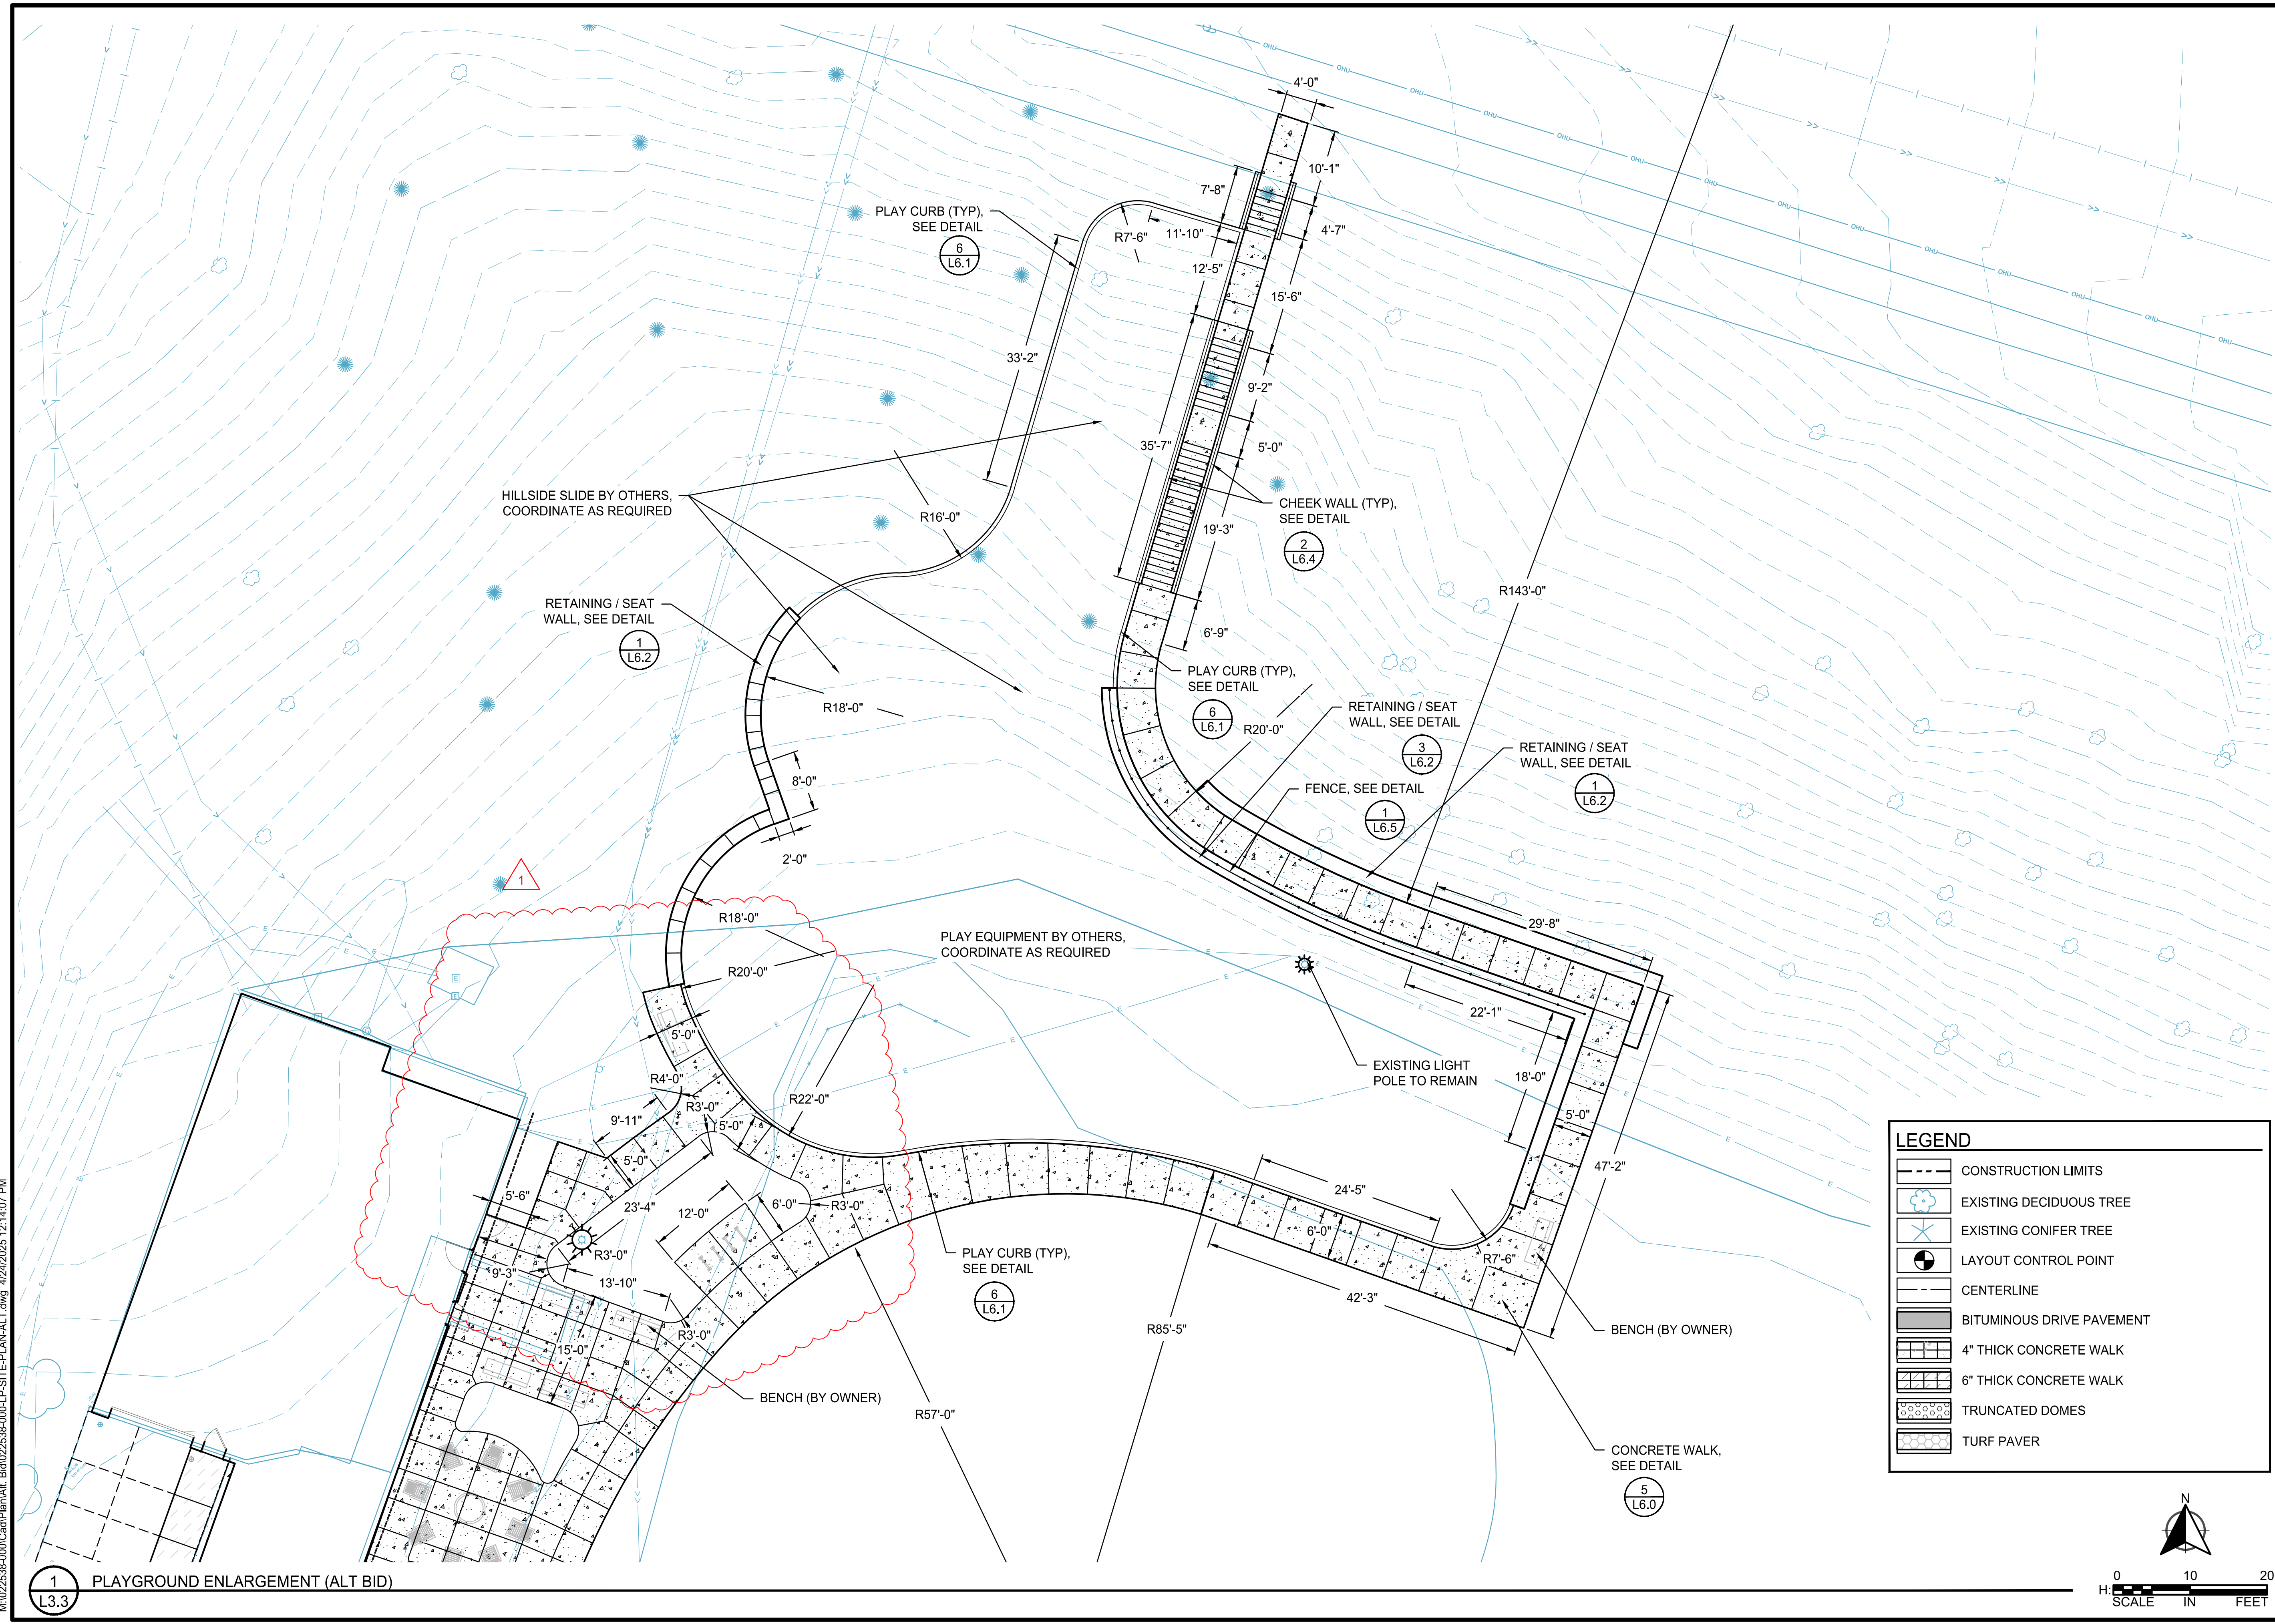 4'-0"
10'-1"
7'-8"
PLAY CURB (TYP),
SEE DETAIL
6
L6.1
R7'-6"
11'-10"
4'-7"
12'-5"
15'-6"
33'-2"
9'-2"
35'-7"
5'-0"
HILLSIDE SLIDE BY OTHERS,
COORDINATE AS REQUIRED
R16'-0"
CHEEK WALL (TYP),
SEE DETAIL
2
L6.4
19'-3"
R143'-0"
RETAINING / SEAT
WALL, SEE DETAIL
1
L6.2
6'-9"
PLAY CURB (TYP),
SEE DETAIL
6
L6.1
R18'-0"
R20'-0"
RETAINING / SEAT
WALL, SEE DETAIL
3
L6.2
RETAINING / SEAT
WALL, SEE DETAIL
1
L6.2
8'-0"
FENCE, SEE DETAIL
1
L6.5
2'-0"
1
R18'-0"
29'-8"
PLAY EQUIPMENT BY OTHERS,
COORDINATE AS REQUIRED
R20'-0"
22'-1"
5'-0"
EXISTING LIGHT
POLE TO REMAIN
18'-0"
R4'-0"
R3'-0"
R22'-0"
9'-11"
5'-0"
5'-0"
5'-0"
47'-2"
5'-6"
23'-4"
12'-0"
6'-0"
R3'-0"
24'-5"
6'-0"
R3'-0"
PLAY CURB (TYP),
SEE DETAIL
6
L6.1
R7'-6"
9'-3"
13'-10"
42'-3"
R3'-0"
15'-0"
R85'-5"
BENCH (BY OWNER)
BENCH (BY OWNER)
R57'-0"
CONCRETE WALK,
SEE DETAIL
5
L6.0
LEGEND
CONSTRUCTION LIMITS
EXISTING DECIDUOUS TREE
EXISTING CONIFER TREE
LAYOUT CONTROL POINT
CENTERLINE
BITUMINOUS DRIVE PAVEMENT
4" THICK CONCRETE WALK
6" THICK CONCRETE WALK
TRUNCATED DOMES
TURF PAVER
N
0 10 20
H:
SCALE IN FEET
1
L3.3
PLAYGROUND ENLARGEMENT (ALT BID)
OHU
OHU
OHU
OHU
OHU
OHU
OHU
OHU
OHU
OHU
OHU
OHU
E
E
E
E